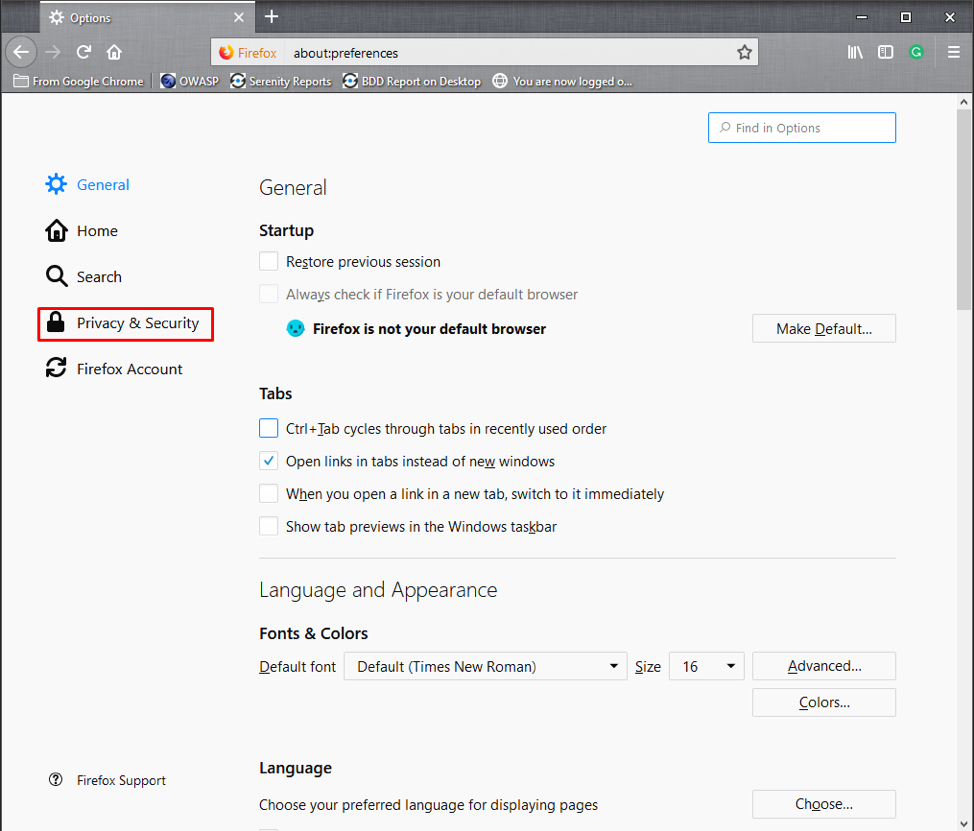 Options
Firefox about:preferences
From Google Chrome OWASP Serenity Reports BDD Report on Desktop You are now logged o...
Find in Options
General
Home
Search
Privacy & Security
Firefox Account
Firefox Support
General
Startup
Restore previous session
Always check if Firefox is your default browser
Firefox is not your default browser Make Default...
Tabs
Ctrl+Tab cycles through tabs in recently used order
Open links in tabs instead of new windows
When you open a link in a new tab, switch to it immediately
Show tab previews in the Windows taskbar
Language and Appearance
Fonts & Colors
Default font Default (Times New Roman) Size 16 Advanced...
Colors...
Language
Choose your preferred language for displaying pages Choose...